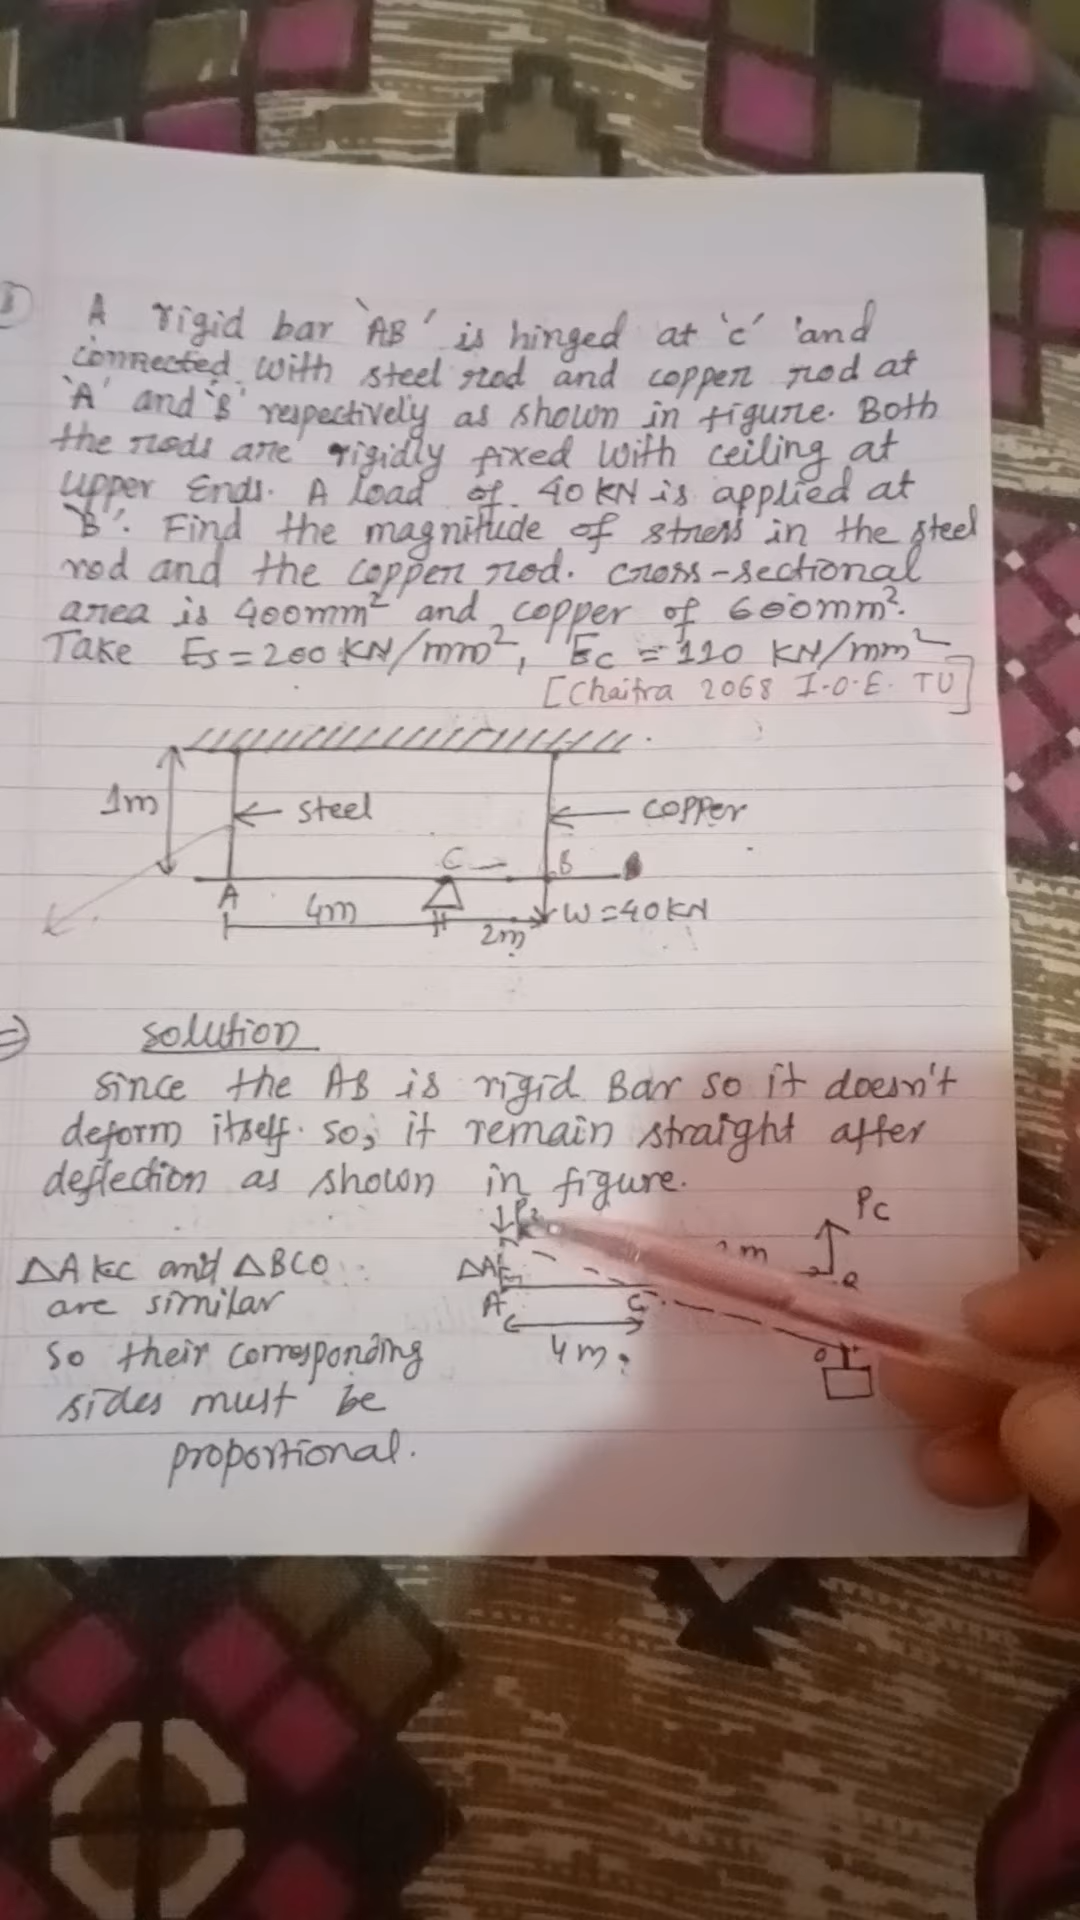 A rigid bar 'AB' is hinged at 'c' 'and
connected with steel rod and copper rod at
'A' and 'B' respectively as shown in figure. Both
the rods are rigidly fixed with ceiling at
upper Ends. A load of 40 KN is applied at
'B'. Find the magnitude of stress in the steel
rod and the copper rod. cross-sectional
area is 400mm² and copper of 600mm².
Take Es = 200 KN/mm², Ec = 110 KN/mm²
[Chaitra 2068 I.O.E. TU]
1m
steel
copper
C
B
A
4m
W = 40 KN
2m
⇒ solution
since the AB is rigid Bar so it doesn't
deform itself. so, it remain straight after
deflection as shown in figure.
Pc
ΔAKC and ΔBCO
are similar
m
A
C
4m
O
so their corresponding
sides must be
proportional.